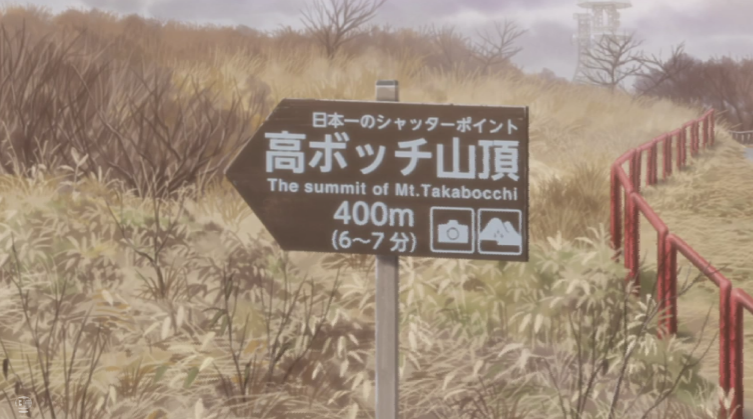 日本一のシャッターポイント
高ボッチ山頂
The summit of Mt.Takabocchi
400m
(6〜7 分)